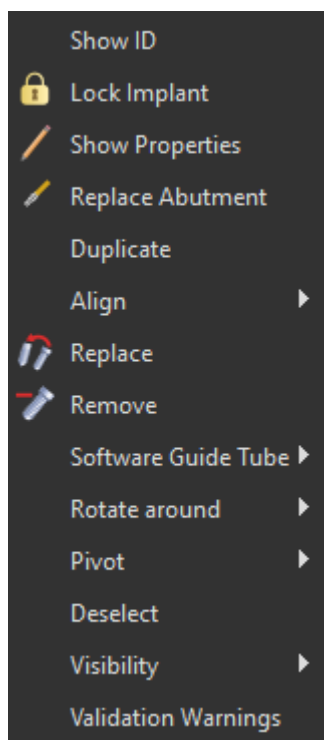 Show ID
Lock Implant
Show Properties
Replace Abutment
Duplicate
Align
Replace
Remove
Software Guide Tube
Rotate around
Pivot
Deselect
Visibility
Validation Warnings